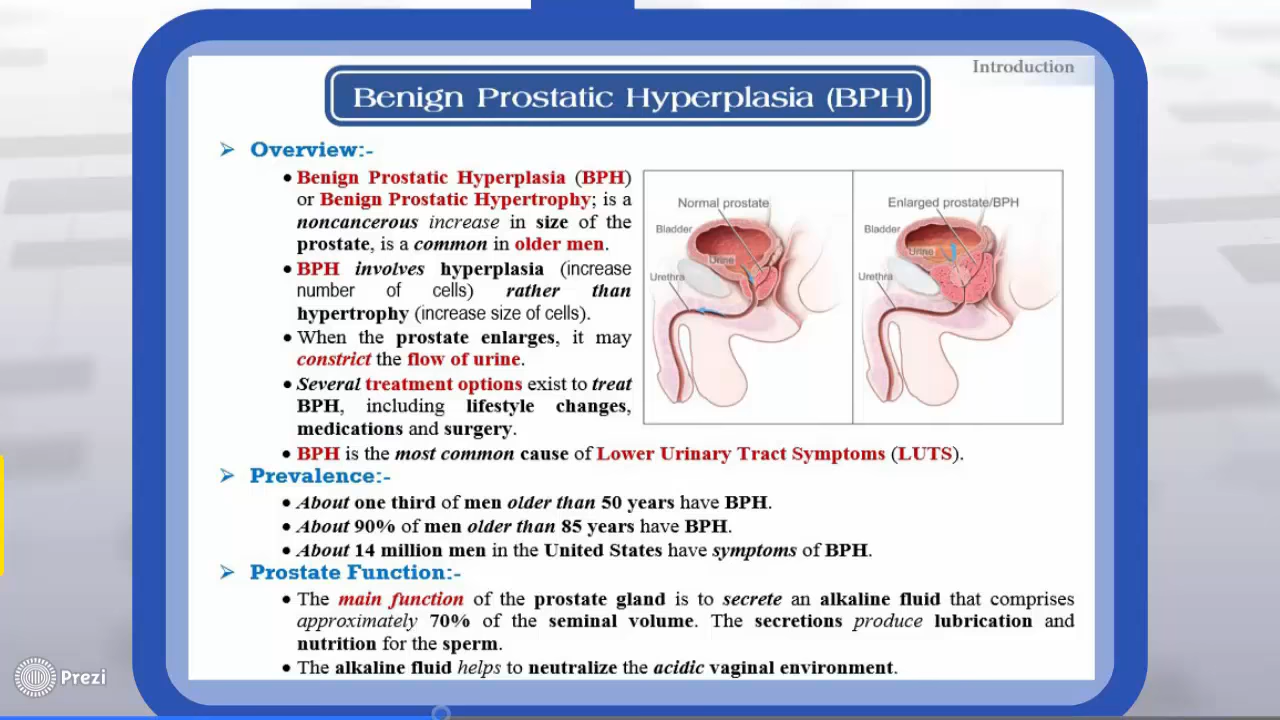 Introduction
Benign Prostatic Hyperplasia (BPH)
➢ Overview:-
• Benign Prostatic Hyperplasia (BPH)
or Benign Prostatic Hypertrophy; is a
noncancerous increase in size of the
prostate, is a common in older men.
• BPH involves hyperplasia (increase
number of cells) rather than
hypertrophy (increase size of cells).
• When the prostate enlarges, it may
constrict the flow of urine.
• Several treatment options exist to treat
BPH, including lifestyle changes,
medications and surgery.
Normal prostate
Bladder
Urine
Urethra
Enlarged prostate/BPH
Bladder
Urine
Urethra
• BPH is the most common cause of Lower Urinary Tract Symptoms (LUTS).
➢ Prevalence:-
• About one third of men older than 50 years have BPH.
• About 90% of men older than 85 years have BPH.
• About 14 million men in the United States have symptoms of BPH.
➢ Prostate Function:-
• The main function of the prostate gland is to secrete an alkaline fluid that comprises
approximately 70% of the seminal volume. The secretions produce lubrication and
nutrition for the sperm.
• The alkaline fluid helps to neutralize the acidic vaginal environment.
Prezi